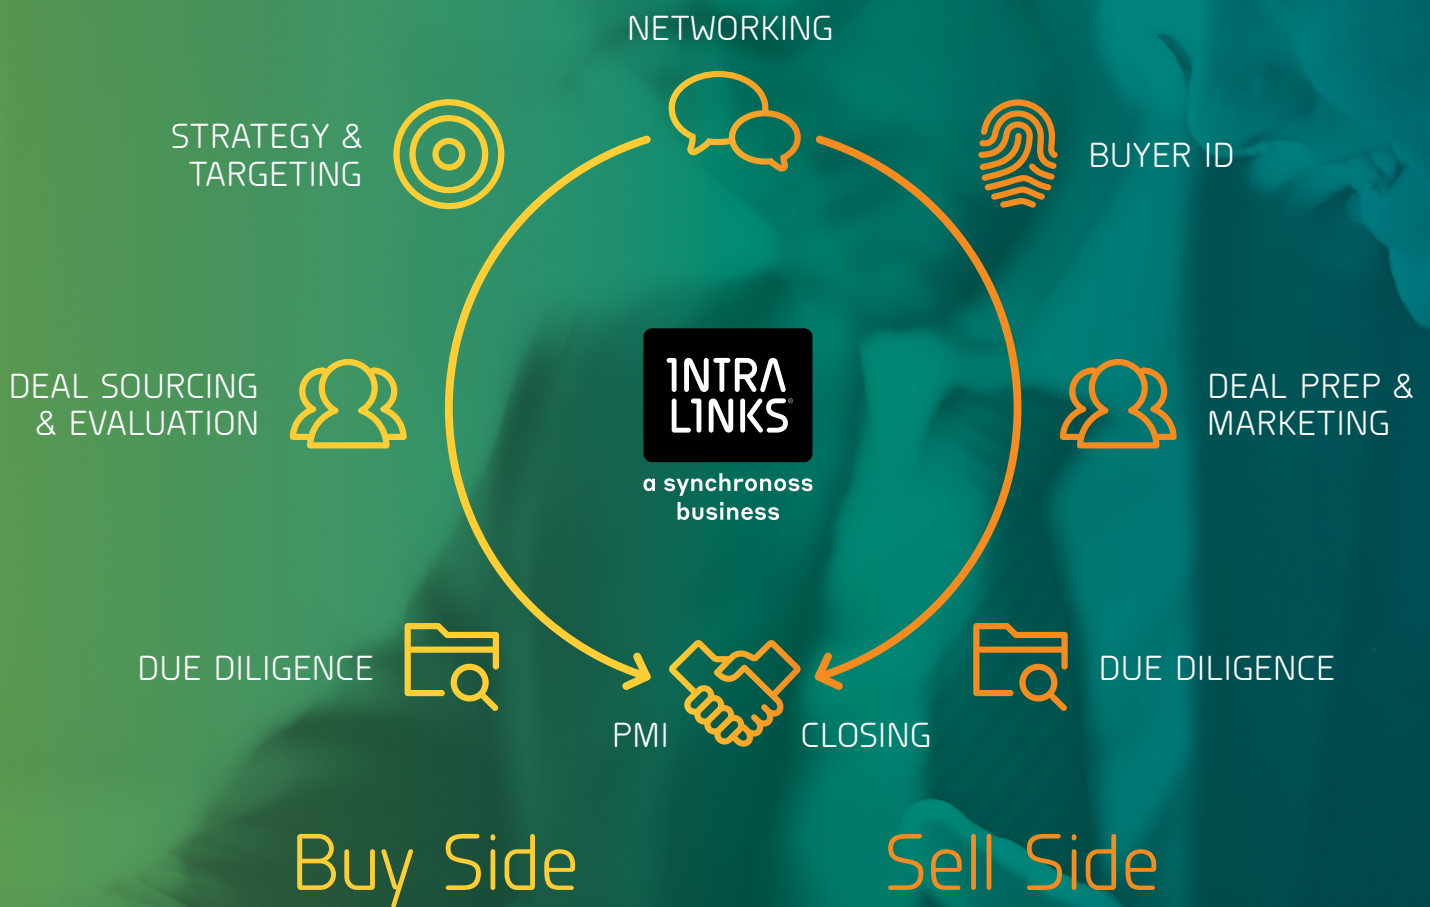 NETWORKING
STRATEGY &
TARGETING
BUYER ID
DEAL SOURCING
& EVALUATION
INTRA
LINKS®
a synchronoss
business
DEAL PREP &
MARKETING
DUE DILIGENCE
DUE DILIGENCE
PMI
CLOSING
Buy Side
Sell Side